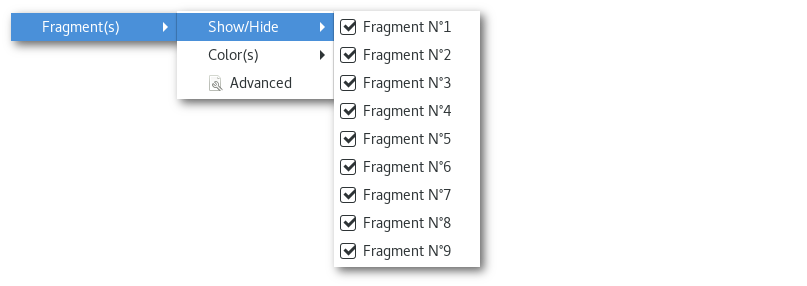 Fragment(s)
Show/Hide
Color(s)
Advanced
Fragment N°1
Fragment N°2
Fragment N°3
Fragment N°4
Fragment N°5
Fragment N°6
Fragment N°7
Fragment N°8
Fragment N°9